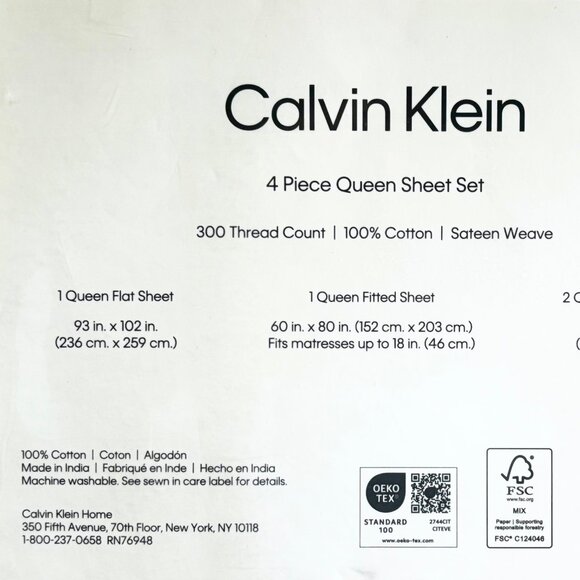 Calvin Klein
4 Piece Queen Sheet Set
300 Thread Count | 100% Cotton | Sateen Weave
1 Queen Flat Sheet
93 in. x 102 in.
(236 cm. x 259 cm.)
1 Queen Fitted Sheet
60 in. x 80 in. (152 cm. x 203 cm.)
Fits matresses up to 18 in. (46 cm.)
2
(
100% Cotton | Coton | Algodón
Made in India | Fabriqué en Inde | Hecho en India
Machine washable. See sewn in care label for details.
Calvin Klein Home
350 Fifth Avenue, 70th Floor, New York, NY 10118
1-800-237-0658 RN76948
OEKO
TEX®
STANDARD
100
2744CIT
CITEVE
www.oeko-tex.com
FSC
www.fsc.org
MIX
Paper | Supporting
responsible forestry
FSC® C124046